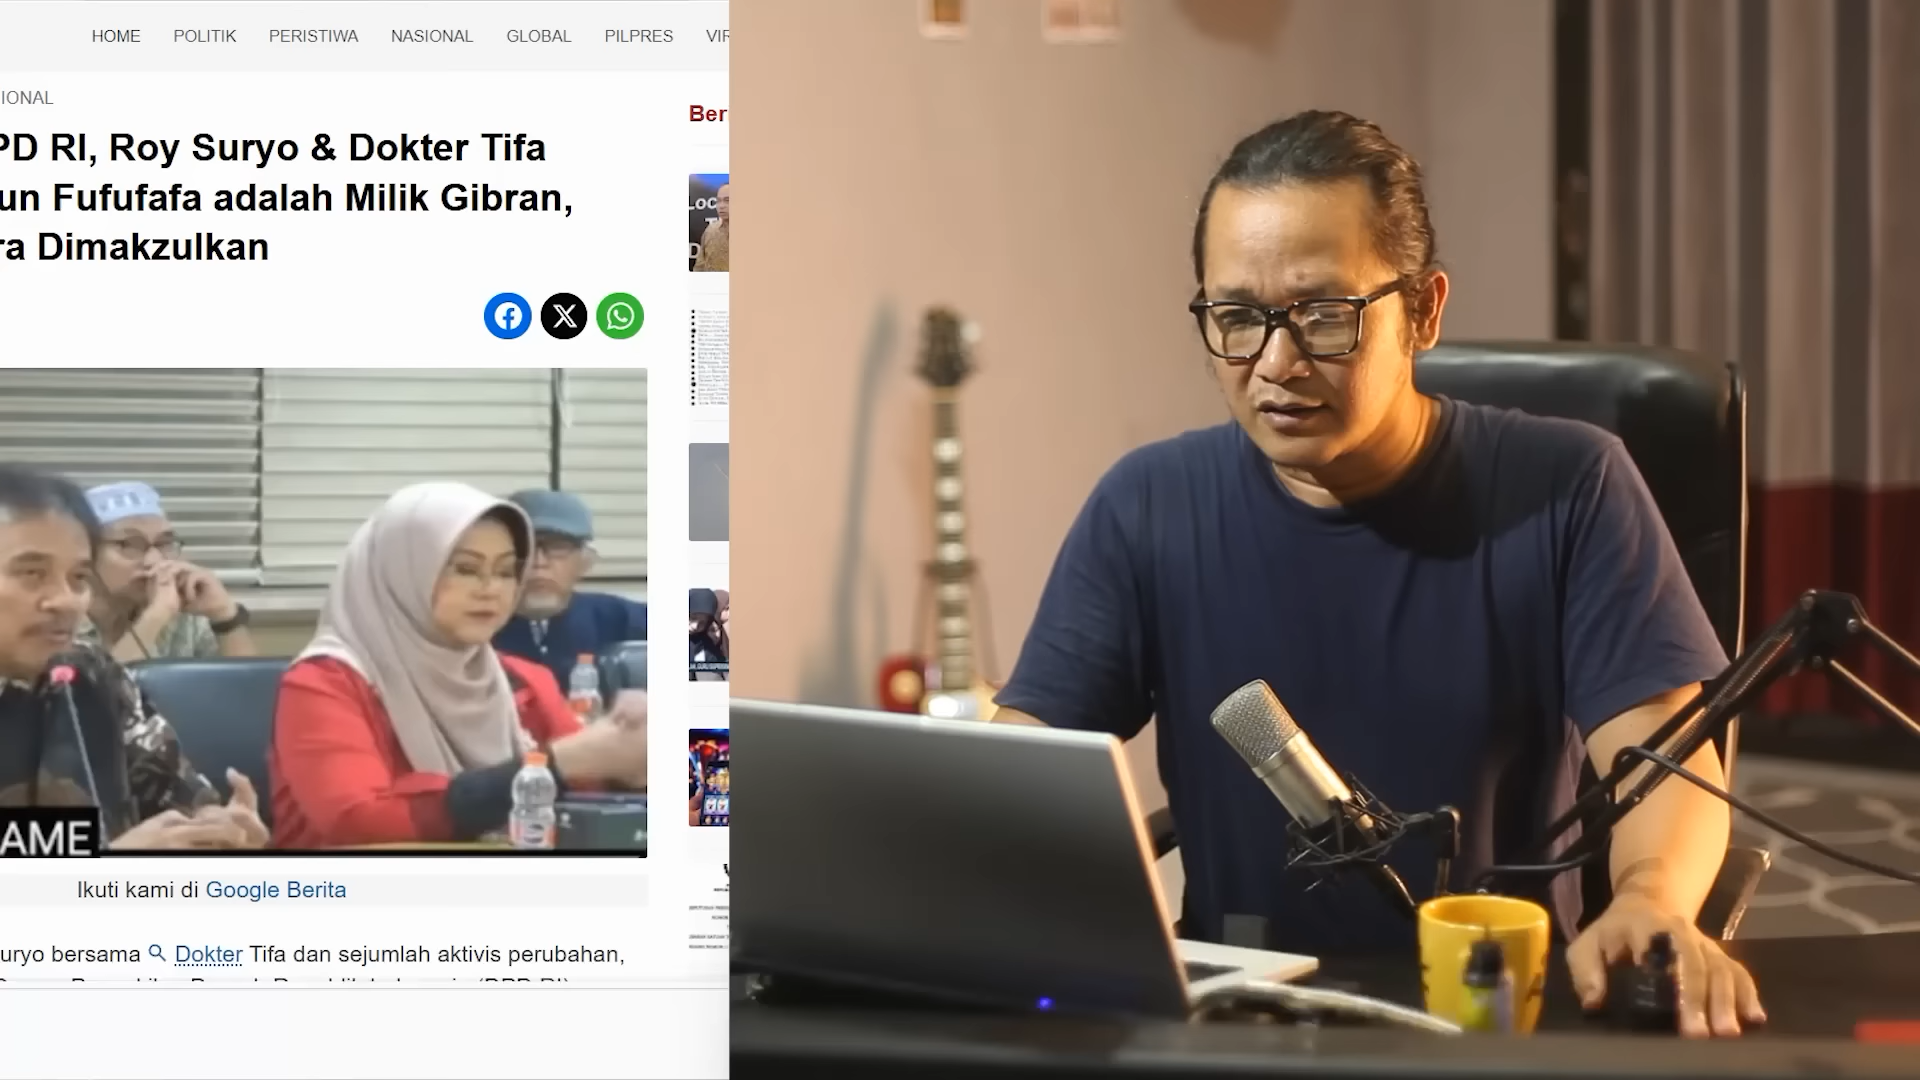 HOME POLITIK PERISTIWA NASIONAL GLOBAL PILPRES VIR
IONAL
PD RI, Roy Suryo & Dokter Tifa
un Fufufafa adalah Milik Gibran,
ra Dimakzulkan
Ber
AME
Ikuti kami di Google Berita
uryo bersama Dokter Tifa dan sejumlah aktivis perubahan,